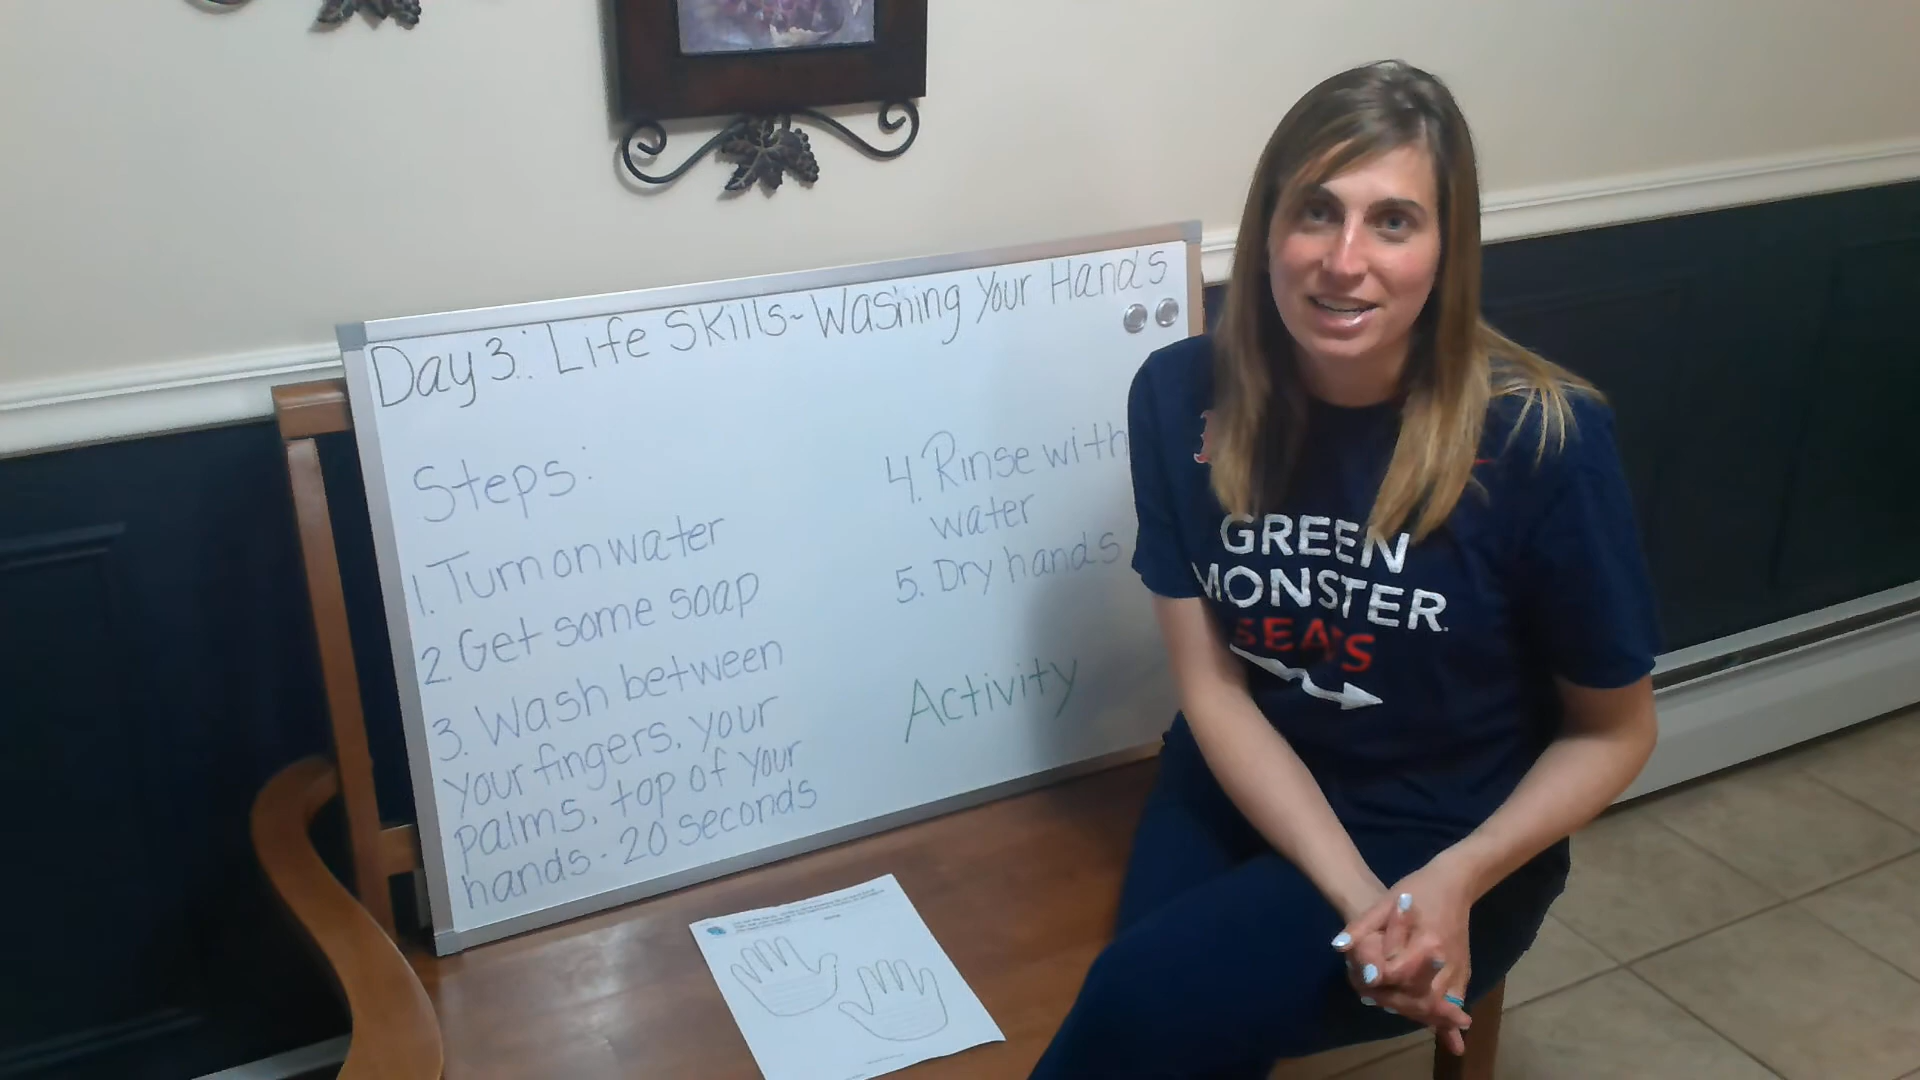 Day 3: Life Skills- Washing Your Hands
Steps:
1. Turn on water
2. Get some soap
3. Wash between
your fingers, your
palms, top of your
hands - 20 seconds
4. Rinse with
water
5. Dry hands
Activity
GREEN
MONSTER.
SEATS